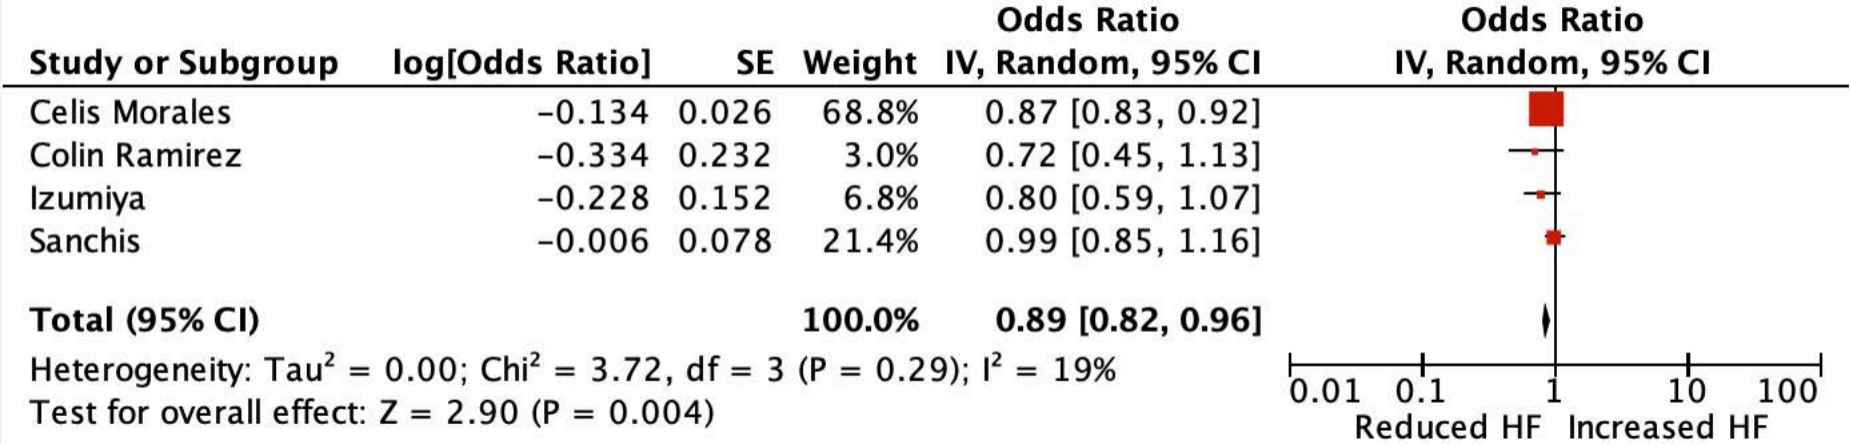 Odds Ratio Odds Ratio
Study or Subgroup log[Odds Ratio] SE Weight IV, Random, 95% CI IV, Random, 95% CI
Celis Morales −0.134 0.026 68.8% 0.87 [0.83, 0.92]
Colin Ramirez −0.334 0.232 3.0% 0.72 [0.45, 1.13]
Izumiya −0.228 0.152 6.8% 0.80 [0.59, 1.07]
Sanchis −0.006 0.078 21.4% 0.99 [0.85, 1.16]
Total (95% CI) 100.0% 0.89 [0.82, 0.96]
Heterogeneity: Tau² = 0.00; Chi² = 3.72, df = 3 (P = 0.29); I² = 19%
Test for overall effect: Z = 2.90 (P = 0.004)
0.01 0.1 1 10 100
Reduced HF Increased HF